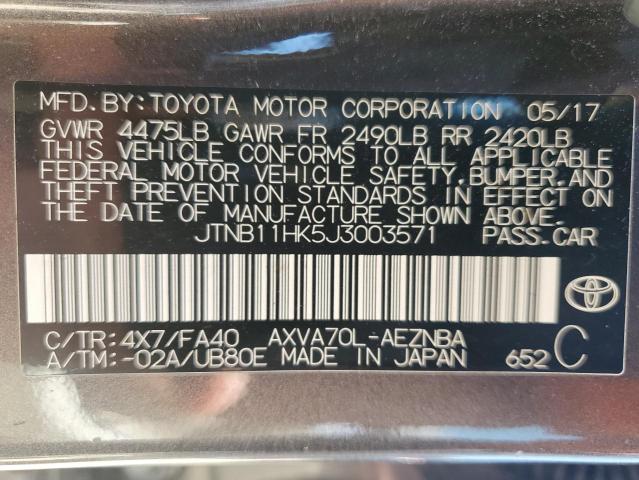 MFD.BY:TOYOTA MOTOR CORPORATION 05/17
GVWR 4475LB GAWR FR 2490LB RR 2420LB
THIS VEHICLE CONFORMS TO ALL APPLICABLE
FEDERAL MOTOR VEHICLE SAFETY,BUMPER,AND
THEFT PREVENTION STANDARDS IN EFFECT ON
THE DATE OF MANUFACTURE SHOWN ABOVE.
JTNB11HK5J3003571 PASS.CAR
C/TR:4X7/FA40 AXVA70L-AEZNBA
A/TM:-02A/UB80E MADE IN JAPAN 652 C